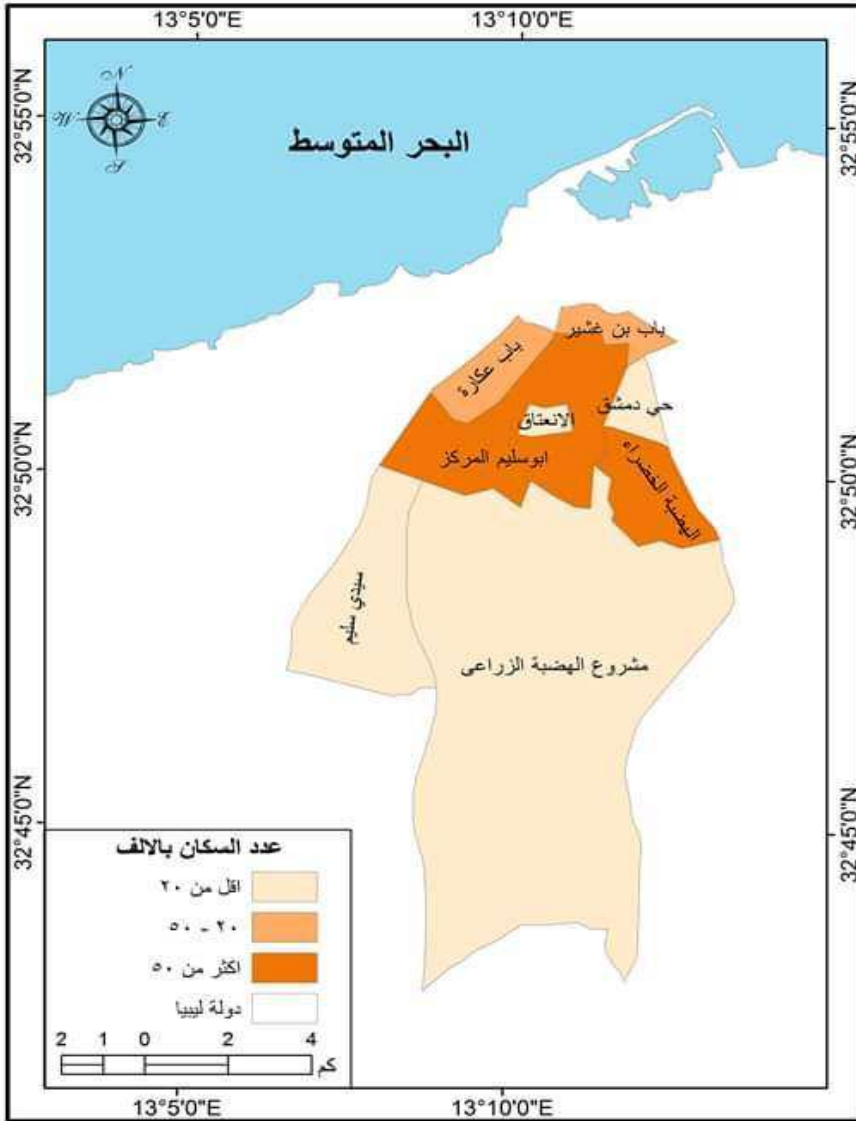 13°5'0"E
13°10'0"E
32°55'0"N
32°55'0"N
N
W
E
S
البحر المتوسط
باب بن غشير
باب عكارة
حي دمشق
الانعتاق
ابوسليم المركز
الهضبة الخضراء
32°50'0"N
32°50'0"N
سيدي سليم
مشروع الهضبة الزراعى
32°45'0"N
32°45'0"N
عدد السكان بالالف
اقل من ٢٠
٢٠ - ٥٠
اكثر من ٥٠
دولة ليبيا
2 1 0 2 4
كم
13°5'0"E
13°10'0"E